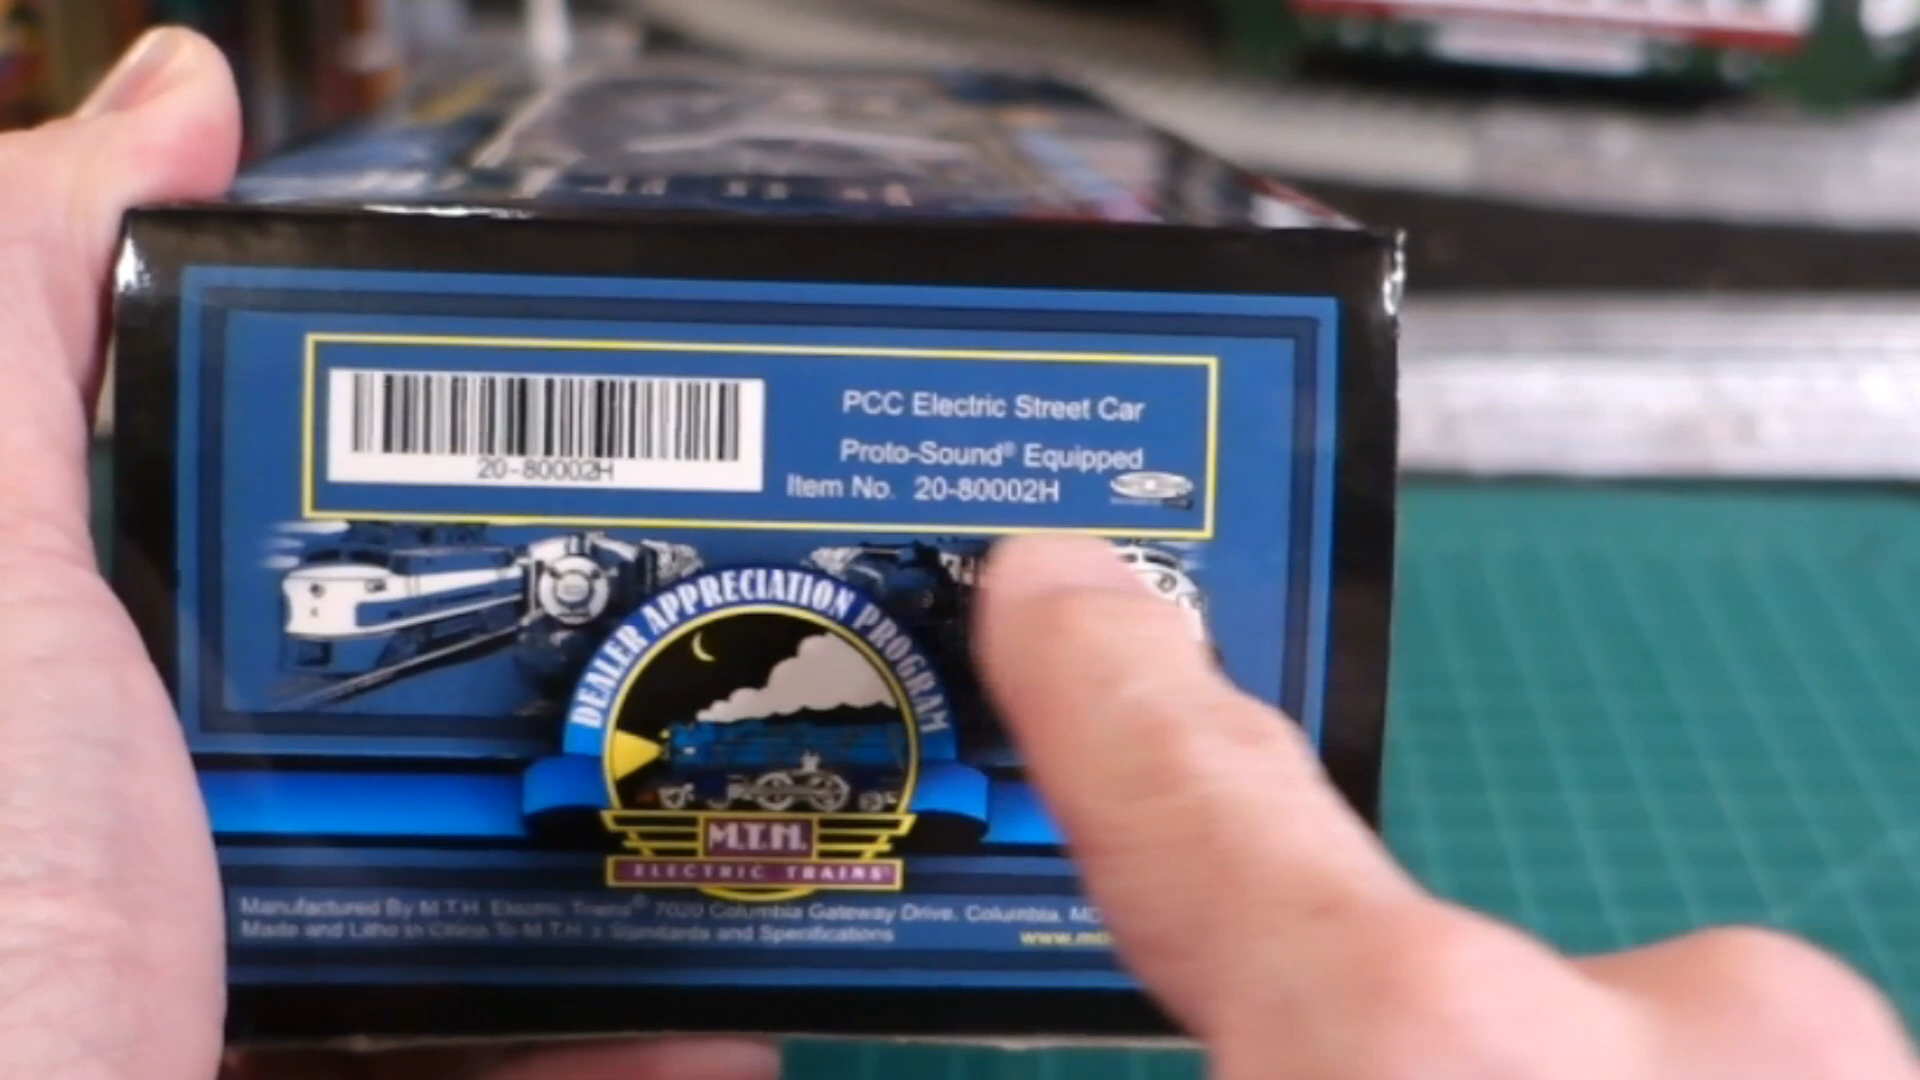 20-80002H
PCC Electric Street Car
Proto-Sound® Equipped
Item No. 20-80002H
DEALER APPRECIATION PROGRAM
M.T.H.
ELECTRIC TRAINS
Manufactured By M.T.H. Electric Trains® 7020 Columbia Gateway Drive, Columbia,
Made and Litho in China To M.T.H.'s Standards and Specifications